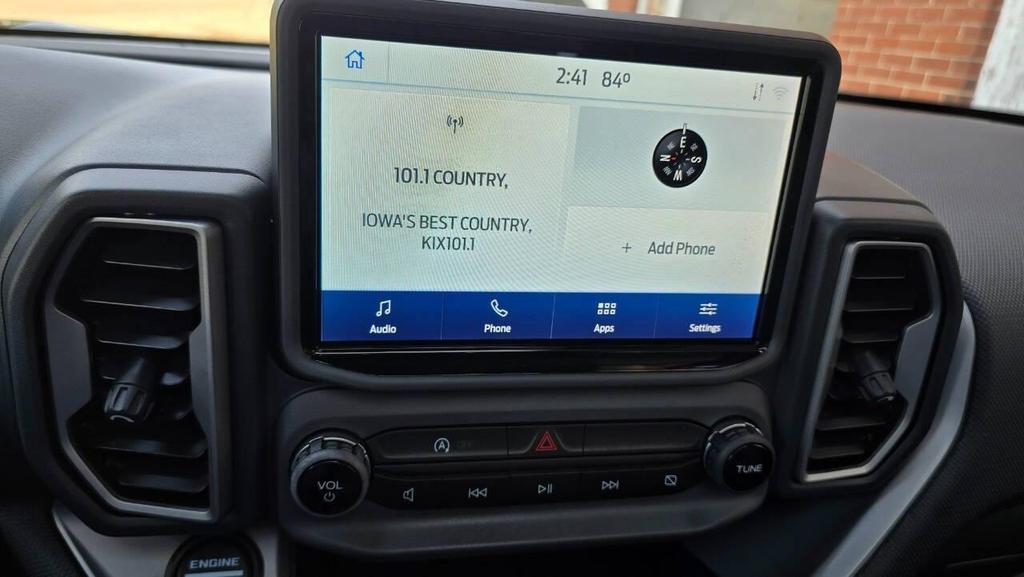 2:41 84°
101.1 COUNTRY,
IOWA'S BEST COUNTRY,
KIX101.1
E
N S
W
+ Add Phone
Audio Phone Apps Settings
OFF
VOL
TUNE
ENGINE